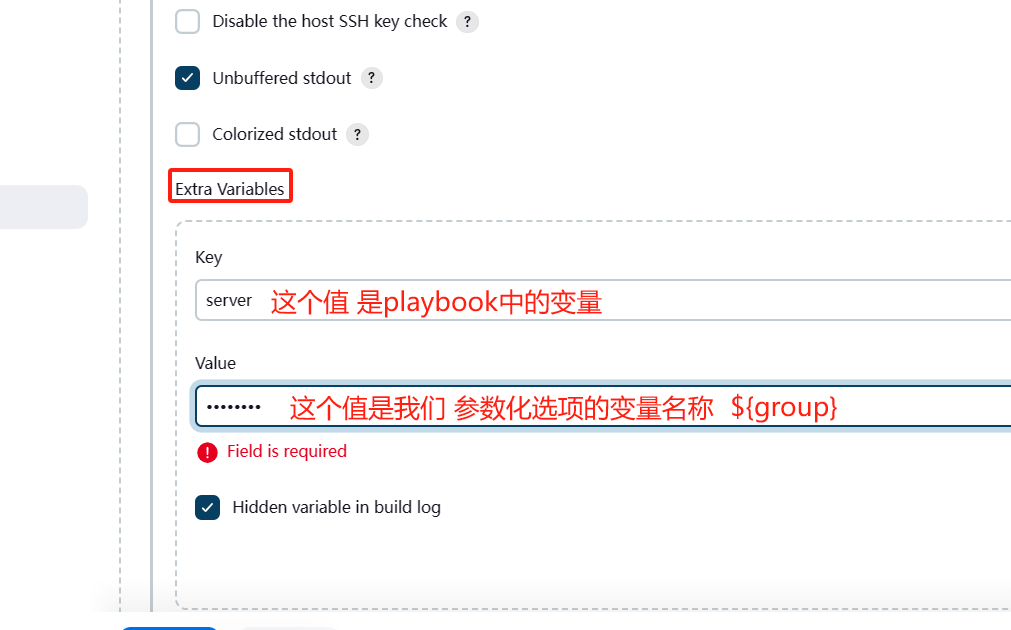 Disable the host SSH key check ?
Unbuffered stdout ?
Colorized stdout ?
Extra Variables
Key
server 这个值 是playbook中的变量
Value
•••••••• 这个值是我们 参数化选项的变量名称 ${group}
! Field is required
Hidden variable in build log